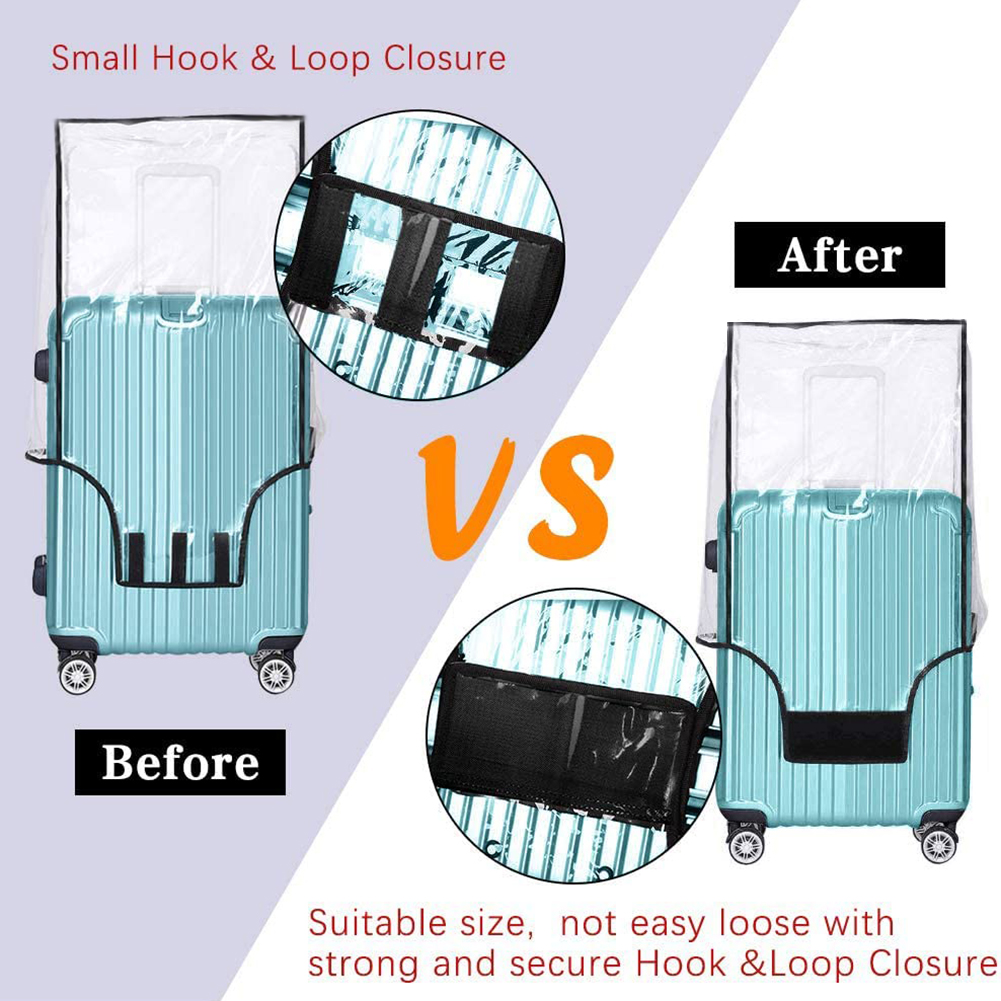 Small Hook & Loop Closure
After
VS
Before
Suitable size, not easy loose with
strong and secure Hook &Loop Closure